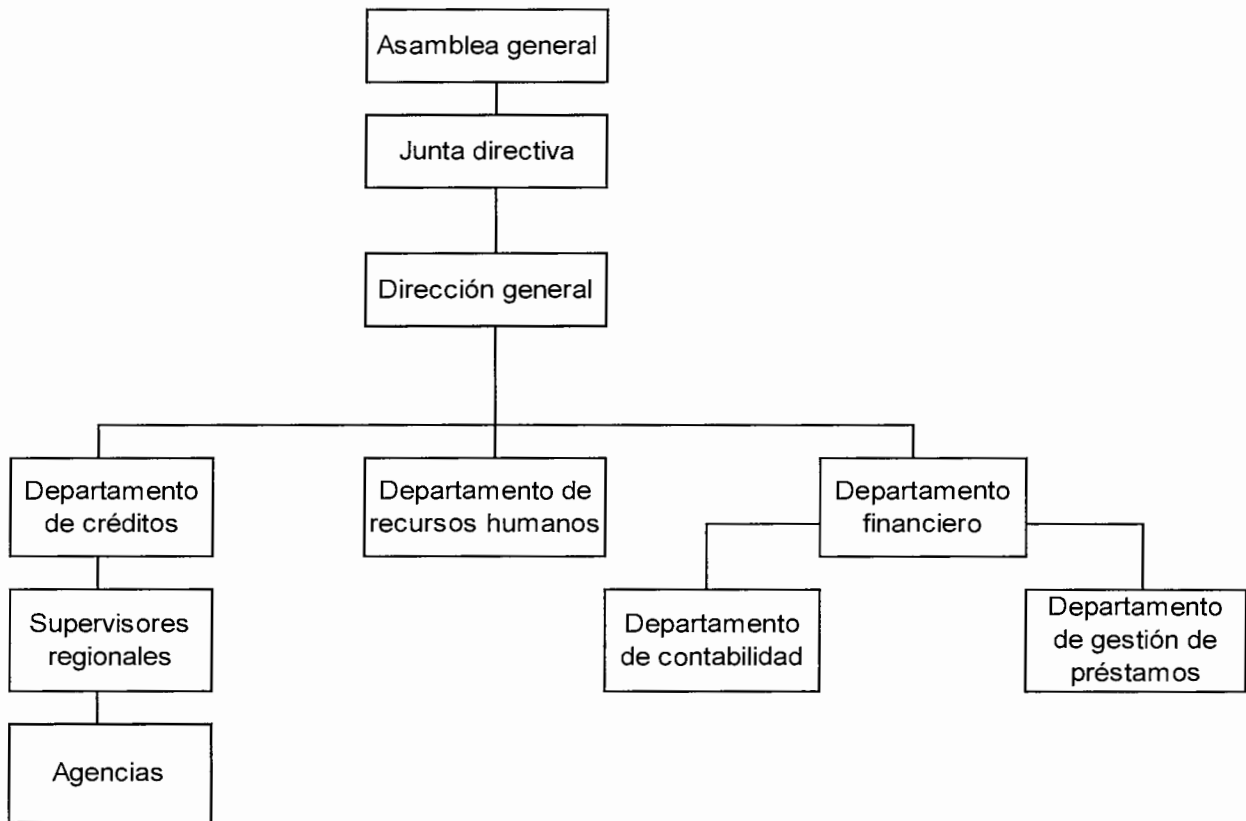 Asamblea general
Junta directiva
Dirección general
Departamento
de créditos
Departamento de
recursos humanos
Departamento
financiero
Supervisores
regionales
Departamento
de contabilidad
Departamento
de gestión de
préstamos
Agencias